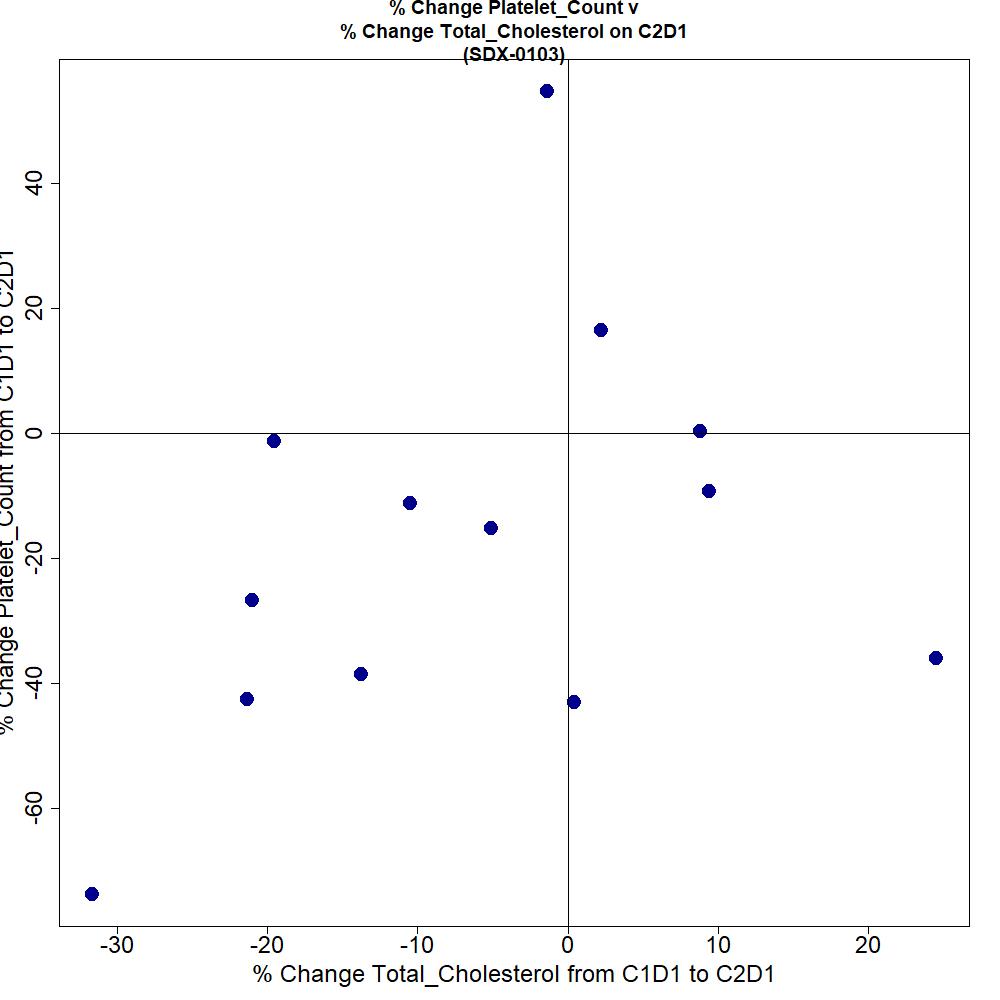 % Change Platelet_Count v
% Change Total_Cholesterol on C2D1
(SDX-0103)
% Change Platelet_Count from C1D1 to C2D1
40
20
0
-20
-40
-60
-30
-20
-10
0
10
20
% Change Total_Cholesterol from C1D1 to C2D1